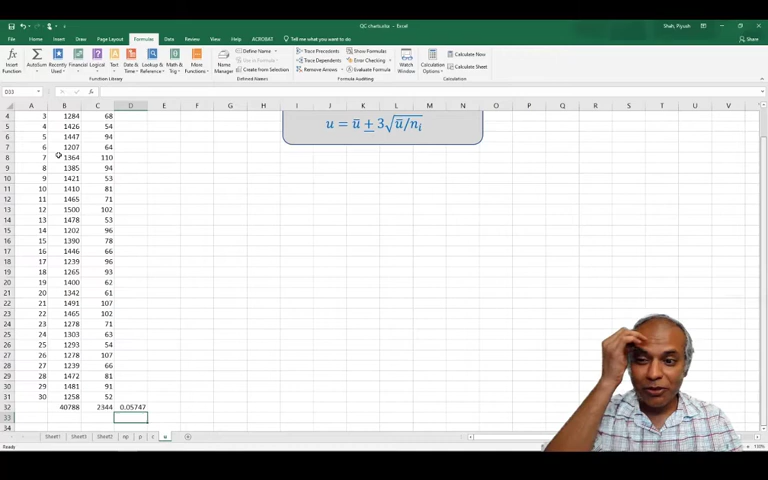 QC charts.xlsx - Excel
Shah, Piyush
File Insert Page Layout Formulas Data Review View Help ACROBAT Tell me what you want to do Share
Insert Function
AutoSum
Recently Used
Financial
Logical
Text
Date & Time
Lookup & Reference
Math & Trig
More Functions
Function Library
Name Manager
Define Name
Use in Formula
Create from Selection
Defined Names
Trace Precedents
Trace Dependents
Remove Arrows
Show Formulas
Error Checking
Evaluate Formula
Formula Auditing
Watch Window
Calculation Options
Calculate Now
Calculate Sheet
Calculation
D33 fx
A B C D E F G H I J K L M N O P Q R S T U V
4 3 1284 68
5 4 1426 54
6 5 1447 94
7 6 1207 64
8 7 1364 110
9 8 1385 94
10 9 1421 53
11 10 1410 81
12 11 1465 71
13 12 1500 102
14 13 1478 53
15 14 1202 96
16 15 1390 78
17 16 1446 66
18 17 1239 96
19 18 1265 93
20 19 1400 62
21 20 1342 61
22 21 1491 107
23 22 1465 102
24 23 1278 71
25 24 1303 63
26 25 1293 54
27 26 1278 107
28 27 1266 93
29 28 1472 81
30 29 1481 91
31 30 1258 52
32 40788 2344 0.05747
33
34
u = ū ± 3√ū/nᵢ
Sheet1 Sheet3 Sheet2 np p c u
Ready